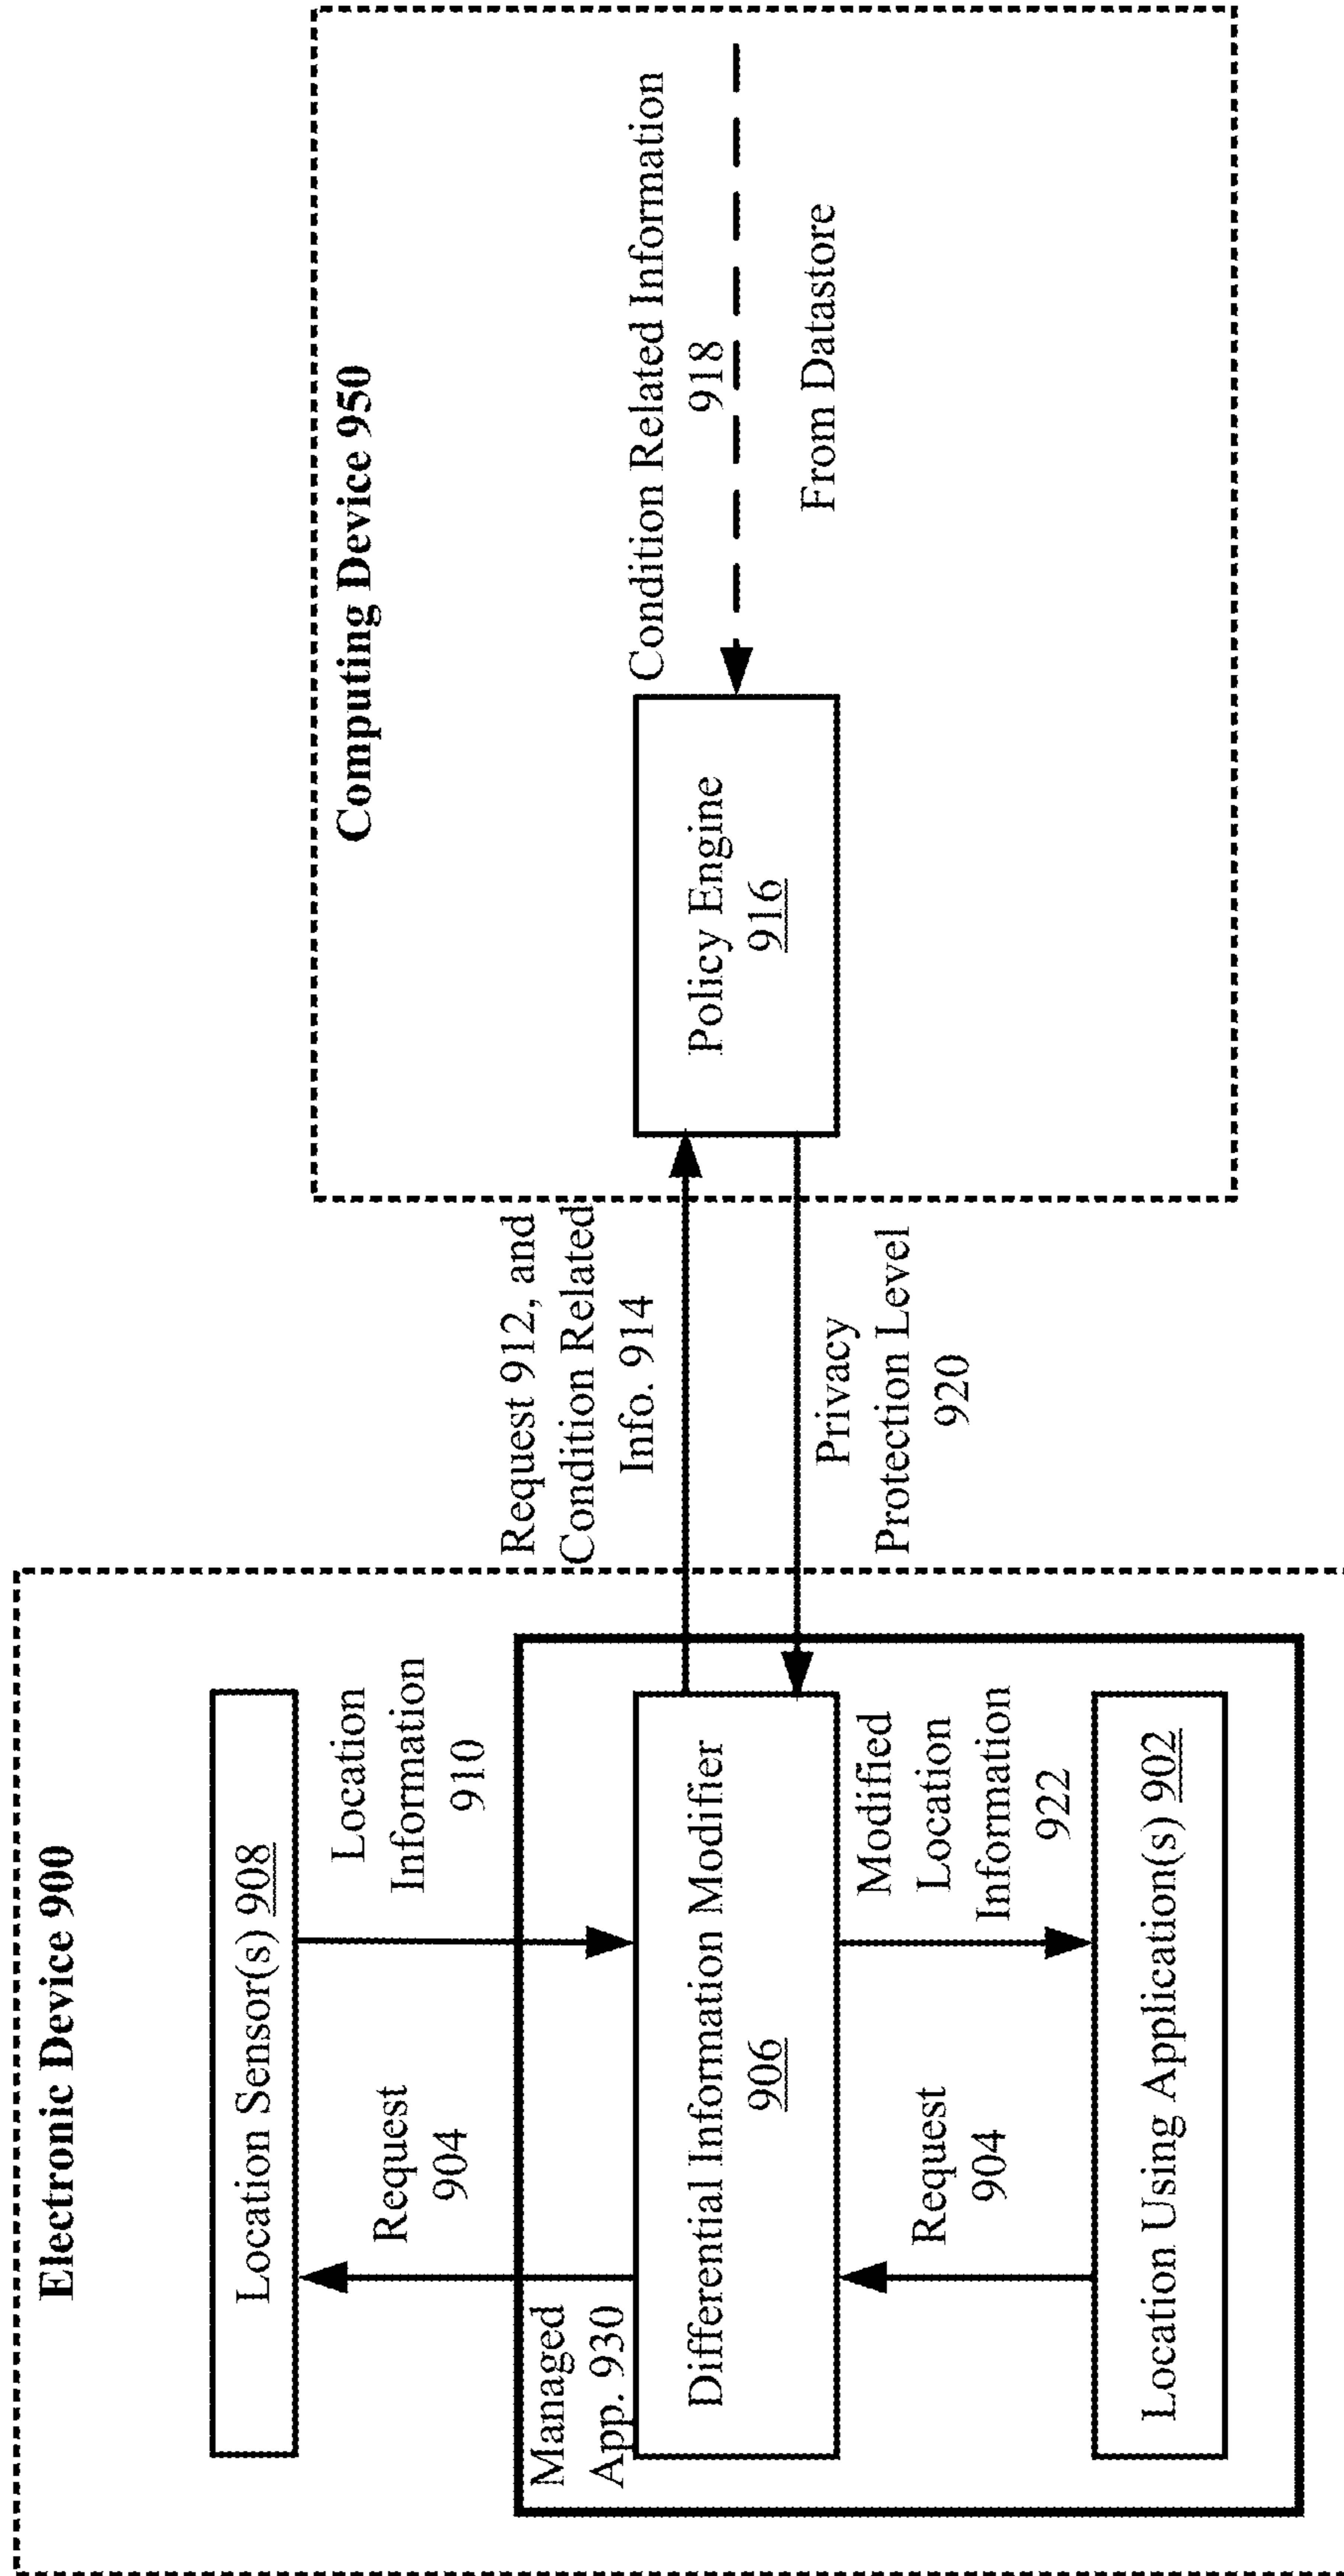 Electronic Device 900
Location Sensor(s) 908
Request
904
Location
Information
910
Managed
App. 930
Differential Information Modifier
906
Request
904
Modified
Location
Information
922
Location Using Application(s) 902
Request 912, and
Condition Related
Info. 914
Privacy
Protection Level
920
Computing Device 950
Policy Engine
916
Condition Related Information
918
From Datastore